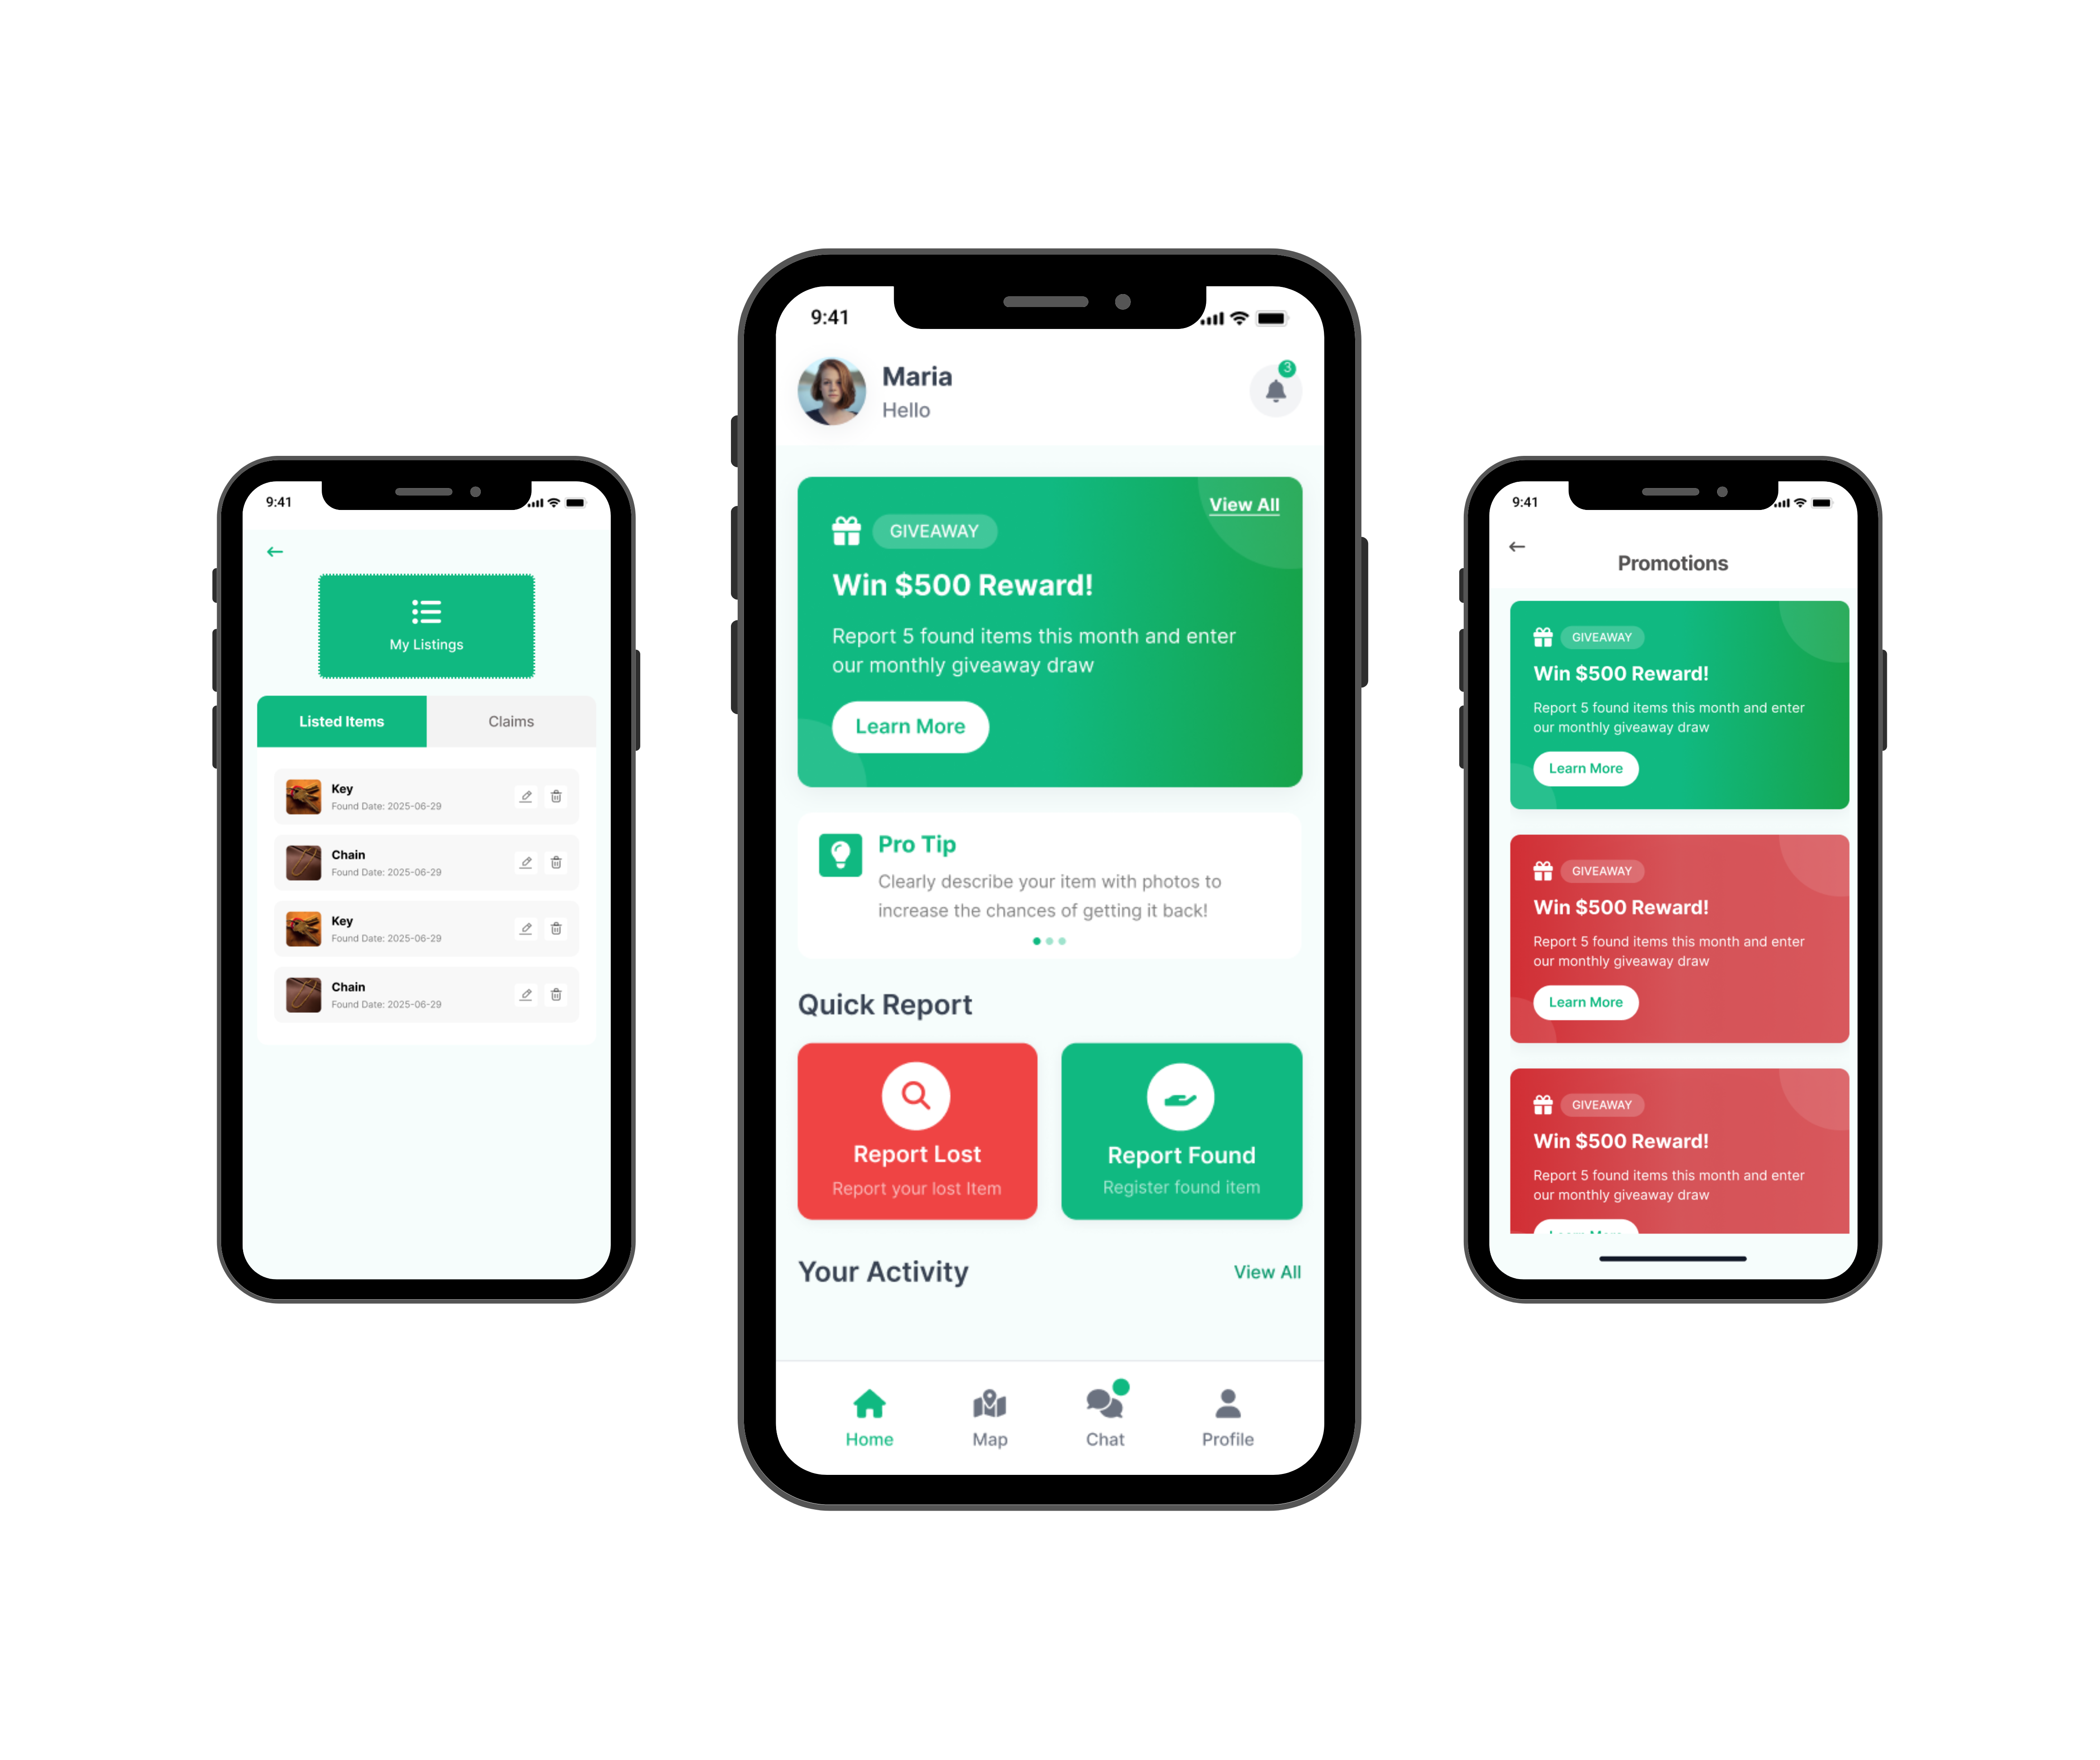 9:41
My Listings
Listed Items
Claims
Key
Found Date: 2025-06-29
Chain
Found Date: 2025-06-29
Key
Found Date: 2025-06-29
Chain
Found Date: 2025-06-29
9:41
Maria
3
Hello
View All
GIVEAWAY
Win $500 Reward!
Report 5 found items this month and enter
our monthly giveaway draw
Learn More
Pro Tip
Clearly describe your item with photos to
increase the chances of getting it back!
Quick Report
Report Lost
Report your lost Item
Report Found
Register found item
Your Activity
View All
Home
Map
Chat
Profile
9:41
Promotions
GIVEAWAY
Win $500 Reward!
Report 5 found items this month and enter
our monthly giveaway draw
Learn More
GIVEAWAY
Win $500 Reward!
Report 5 found items this month and enter
our monthly giveaway draw
Learn More
GIVEAWAY
Win $500 Reward!
Report 5 found items this month and enter
our monthly giveaway draw